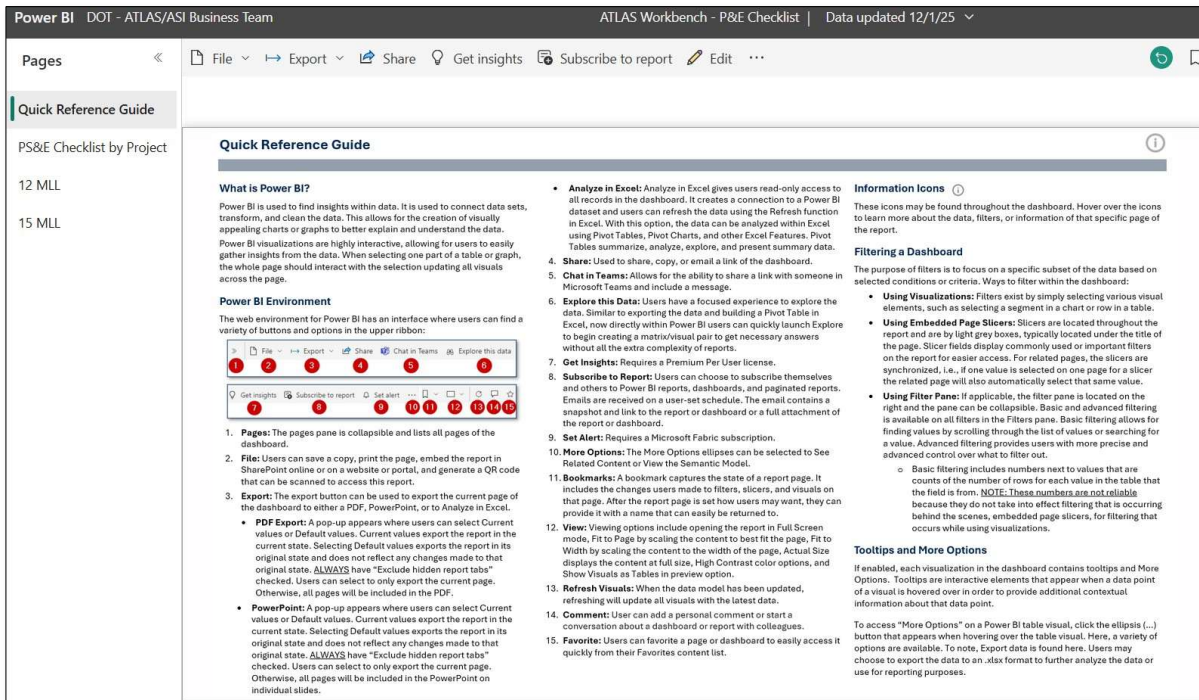 Power BI DOT - ATLAS/ASI Business Team
ATLAS Workbench - P&E Checklist | Data updated 12/1/25
Pages
File
Export
Share
Get insights
Subscribe to report
Edit
...
Quick Reference Guide
PS&E Checklist by Project
12 MLL
15 MLL
Quick Reference Guide
What is Power BI?
Power BI is used to find insights within data. It is used to connect data sets,
transform, and clean the data. This allows for the creation of visually
appealing charts or graphs to better explain and understand the data.
Power BI visualizations are highly interactive, allowing for users to easily
gather insights from the data. When selecting one part of a table or graph,
the whole page should interact with the selection updating all visuals
across the page.
Power BI Environment
The web environment for Power BI has an interface where users can find a
variety of buttons and options in the upper ribbon:
File Export Share Chat in Teams Explore this data
1 2 3 4 5 6
Get insights Subscribe to report Set alert ...
7 8 9 10 11 12 13 14 15
1. Pages: The pages pane is collapsible and lists all pages of the
dashboard.
2. File: Users can save a copy, print the page, embed the report in
SharePoint online or on a website or portal, and generate a QR code
that can be scanned to access this report.
3. Export: The export button can be used to export the current page of
the dashboard to either a PDF, PowerPoint, or to Analyze in Excel.
• PDF Export: A pop-up appears where users can select Current
values or Default values. Current values export the report in the
current state. Selecting Default values exports the report in its
original state and does not reflect any changes made to that
original state. ALWAYS have "Exclude hidden report tabs"
checked. Users can select to only export the current page.
Otherwise, all pages will be included in the PDF.
• PowerPoint: A pop-up appears where users can select Current
values or Default values. Current values export the report in the
current state. Selecting Default values exports the report in its
original state and does not reflect any changes made to that
original state. ALWAYS have "Exclude hidden report tabs"
checked. Users can select to only export the current page.
Otherwise, all pages will be included in the PowerPoint on
individual slides.
• Analyze in Excel: Analyze in Excel gives users read-only access to
all records in the dashboard. It creates a connection to a Power BI
dataset and users can refresh the data using the Refresh function
in Excel. With this option, the data can be analyzed within Excel
using Pivot Tables, Pivot Charts, and other Excel Features. Pivot
Tables summarize, analyze, explore, and present summary data.
4. Share: Used to share, copy, or email a link of the dashboard.
5. Chat in Teams: Allows for the ability to share a link with someone in
Microsoft Teams and include a message.
6. Explore this Data: Users have a focused experience to explore the
data. Similar to exporting the data and building a Pivot Table in
Excel, now directly within Power BI users can quickly launch Explore
to begin creating a matrix/visual pair to get necessary answers
without all the extra complexity of reports.
7. Get Insights: Requires a Premium Per User license.
8. Subscribe to Report: Users can choose to subscribe themselves
and others to Power BI reports, dashboards, and paginated reports.
Emails are received on a user-set schedule. The email contains a
snapshot and link to the report or dashboard or a full attachment of
the report or dashboard.
9. Set Alert: Requires a Microsoft Fabric subscription.
10. More Options: The More Options ellipses can be selected to See
Related Content or View the Semantic Model.
11. Bookmarks: A bookmark captures the state of a report page. It
includes the changes users made to filters, slicers, and visuals on
that page. After the report page is set how users may want, they can
provide it with a name that can easily be returned to.
12. View: Viewing options include opening the report in Full Screen
mode, Fit to Page by scaling the content to best fit the page, Fit to
Width by scaling the content to the width of the page, Actual Size
displays the content at full size, High Contrast color options, and
Show Visuals as Tables in preview option.
13. Refresh Visuals: When the data model has been updated,
refreshing will update all visuals with the latest data.
14. Comment: User can add a personal comment or start a
conversation about a dashboard or report with colleagues.
15. Favorite: Users can favorite a page or dashboard to easily access it
quickly from their Favorites content list.
Information Icons
These icons may be found throughout the dashboard. Hover over the icons
to learn more about the data, filters, or information of that specific page of
the report.
Filtering a Dashboard
The purpose of filters is to focus on a specific subset of the data based on
selected conditions or criteria. Ways to filter within the dashboard:
• Using Visualizations: Filters exist by simply selecting various visual
elements, such as selecting a segment in a chart or row in a table.
• Using Embedded Page Slicers: Slicers are located throughout the
report and are by light grey boxes, typically located under the title of
the page. Slicer fields display commonly used or important filters
on the report for easier access. For related pages, the slicers are
synchronized, i.e., if one value is selected on one page for a slicer
the related page will also automatically select that same value.
• Using Filter Pane: If applicable, the filter pane is located on the
right and the pane can be collapsible. Basic and advanced filtering
is available on all filters in the Filters pane. Basic filtering allows for
finding values by scrolling through the list of values or searching for
a value. Advanced filtering provides users with more precise and
advanced control over what to filter out.
o Basic filtering includes numbers next to values that are
counts of the number of rows for each value in the table that
the field is from. NOTE: These numbers are not reliable
because they do not take into effect filtering that is occurring
behind the scenes, embedded page slicers, for filtering that
occurs while using visualizations.
Tooltips and More Options
If enabled, each visualization in the dashboard contains tooltips and More
Options. Tooltips are interactive elements that appear when a data point
of a visual is hovered over in order to provide additional contextual
information about that data point.
To access "More Options" on a Power BI table visual, click the ellipsis (...)
button that appears when hovering over the table visual. Here, a variety of
options are available. To note, Export data is found here. Users may
choose to export the data to an .xlsx format to further analyze the data or
use for reporting purposes.